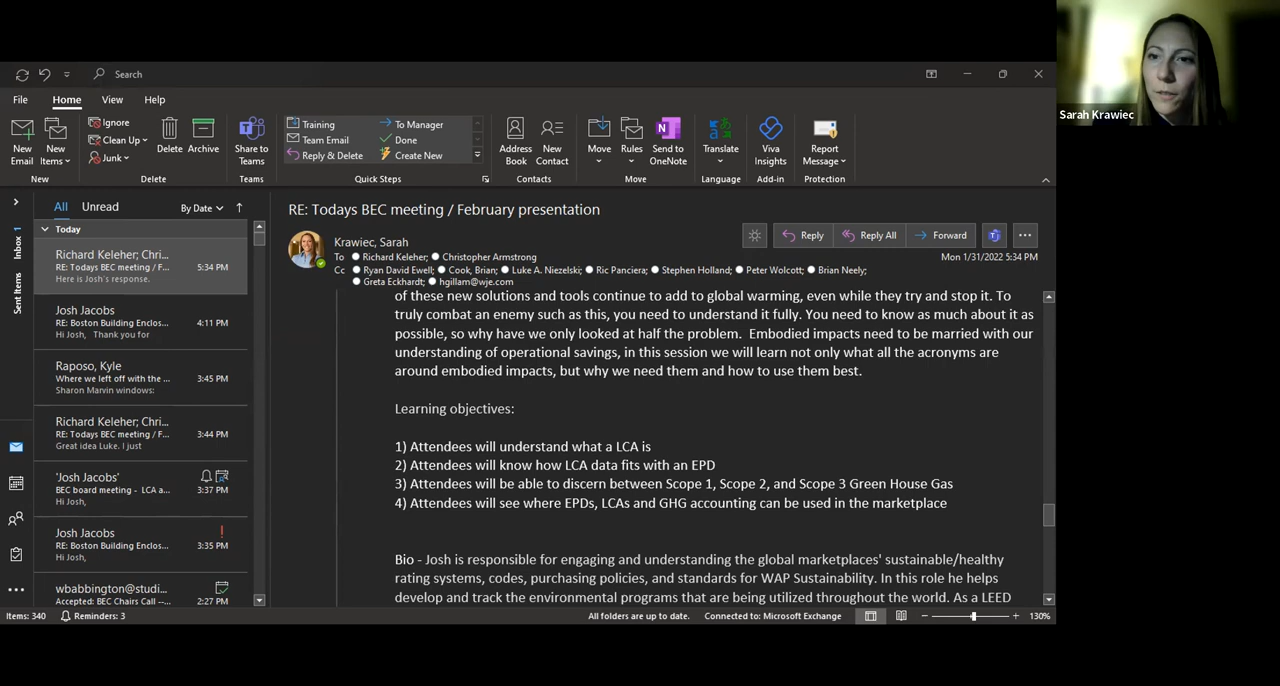 Search
File Home View Help
New Email
New Items
Ignore
Clean Up
Junk
Delete
Archive
Share to Teams
Training
Team Email
Reply & Delete
To Manager
Done
Create New
Address Book
New Contact
Move
Rules
Send to OneNote
Translate
Viva Insights
Report Message
New Delete Teams Quick Steps Contacts Move Language Add-in Protection
Inbox 1
Sent Items
All Unread By Date
Today
Richard Keleher; Chri...
RE: Todays BEC meeting / F... 5:34 PM
Here is Josh's response.
Josh Jacobs
RE: Boston Building Enclos... 4:11 PM
Hi Josh, Thank you for
Raposo, Kyle
Where we left off with the ... 3:45 PM
Sharon Marvin windows:
Richard Keleher; Chri...
RE: Todays BEC meeting / F... 3:44 PM
Great idea Luke. I just
'Josh Jacobs'
BEC board meeting - LCA a... 3:37 PM
Hi Josh,
Josh Jacobs
RE: Boston Building Enclos... 3:35 PM
Hi Josh,
wbabbington@studi...
Accepted: BEC Chairs Call --... 2:27 PM
RE: Todays BEC meeting / February presentation
Krawiec, Sarah
To Richard Keleher; Christopher Armstrong
Cc Ryan David Ewell; Cook, Brian; Luke A. Niezelski; Ric Panciera; Stephen Holland; Peter Wolcott; Brian Neely;
Greta Eckhardt; hgillam@wje.com
Reply Reply All Forward
Mon 1/31/2022 5:34 PM
of these new solutions and tools continue to add to global warming, even while they try and stop it. To
truly combat an enemy such as this, you need to understand it fully. You need to know as much about it as
possible, so why have we only looked at half the problem. Embodied impacts need to be married with our
understanding of operational savings, in this session we will learn not only what all the acronyms are
around embodied impacts, but why we need them and how to use them best.
Learning objectives:
1) Attendees will understand what a LCA is
2) Attendees will know how LCA data fits with an EPD
3) Attendees will be able to discern between Scope 1, Scope 2, and Scope 3 Green House Gas
4) Attendees will see where EPDs, LCAs and GHG accounting can be used in the marketplace
Bio - Josh is responsible for engaging and understanding the global marketplaces' sustainable/healthy
rating systems, codes, purchasing policies, and standards for WAP Sustainability. In this role he helps
develop and track the environmental programs that are being utilized throughout the world. As a LEED
Items: 340 Reminders: 3 All folders are up to date. Connected to: Microsoft Exchange 130%
Sarah Krawiec